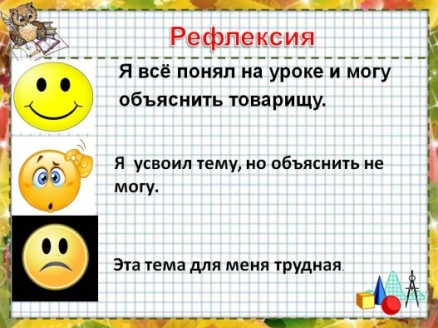 Рефлексия
Я всё понял на уроке и могу
объяснить товарищу.
Я усвоил тему, но объяснить не
могу.
Эта тема для меня трудная.